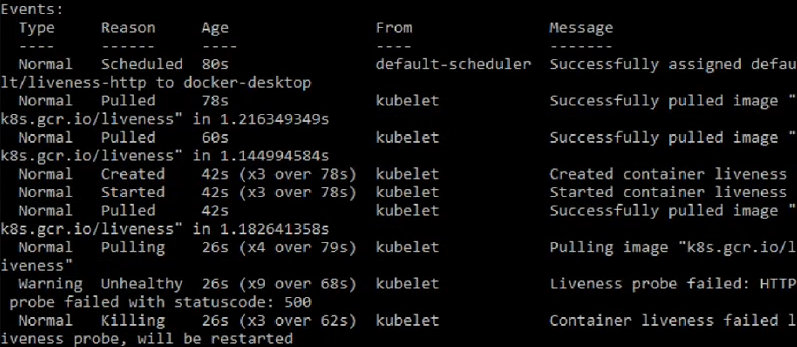 Events:
Type Reason Age From Message
---- ------ ---- ---- -------
Normal Scheduled 80s default-scheduler Successfully assigned defau
lt/liveness-http to docker-desktop
Normal Pulled 78s kubelet Successfully pulled image "
k8s.gcr.io/liveness" in 1.216349349s
Normal Pulled 60s kubelet Successfully pulled image "
k8s.gcr.io/liveness" in 1.144994584s
Normal Created 42s (x3 over 78s) kubelet Created container liveness
Normal Started 42s (x3 over 78s) kubelet Started container liveness
Normal Pulled 42s kubelet Successfully pulled image "
k8s.gcr.io/liveness" in 1.182641358s
Normal Pulling 26s (x4 over 79s) kubelet Pulling image "k8s.gcr.io/l
iveness"
Warning Unhealthy 26s (x9 over 68s) kubelet Liveness probe failed: HTTP
probe failed with statuscode: 500
Normal Killing 26s (x3 over 62s) kubelet Container liveness failed l
iveness probe, will be restarted